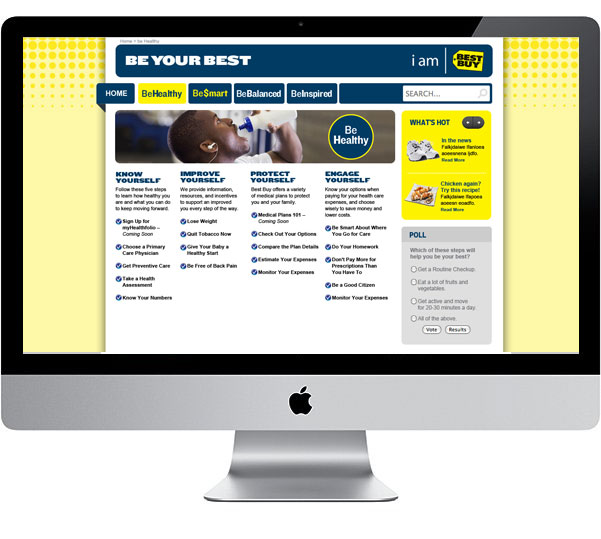 Home > Be Healthy
BE YOUR BEST
i am
BEST
BUY
HOME
BeHealthy
Be$mart
BeBalanced
BeInspired
SEARCH...
Be
Healthy
KNOW
YOURSELF
Follow these five steps
to learn how healthy you
are and what you can do
to keep moving forward.
Sign Up for
myHealthfolio –
Coming Soon
Choose a Primary
Care Physician
Get Preventive Care
Take a Health
Assessment
Know Your Numbers
IMPROVE
YOURSELF
We provide information,
resources, and incentives
to support an improved
you every step of the way.
Lose Weight
Quit Tobacco Now
Give Your Baby a
Healthy Start
Be Free of Back Pain
PROTECT
YOURSELF
Best Buy offers a variety
of medical plans to protect
you and your family.
Medical Plans 101 –
Coming Soon
Check Out Your Options
Compare the Plan Details
Estimate Your Expenses
Monitor Your Expenses
ENGAGE
YOURSELF
Know your options when
paying for your health care
expenses, and choose
wisely to save money and
lower costs.
Be Smart About Where
You Go for Care
Do Your Homework
Don't Pay More for
Prescriptions Than
You Have To
Be a Good Citizen
Monitor Your Expenses
WHAT'S HOT
In the news
Read More
Chicken again?
Try this recipe!
Read More
POLL
Which of these steps will
help you be your best?
Get a Routine Checkup.
Eat a lot of fruits and
vegetables.
Get active and move
for 20-30 minutes a day.
All of the above.
Vote
Results